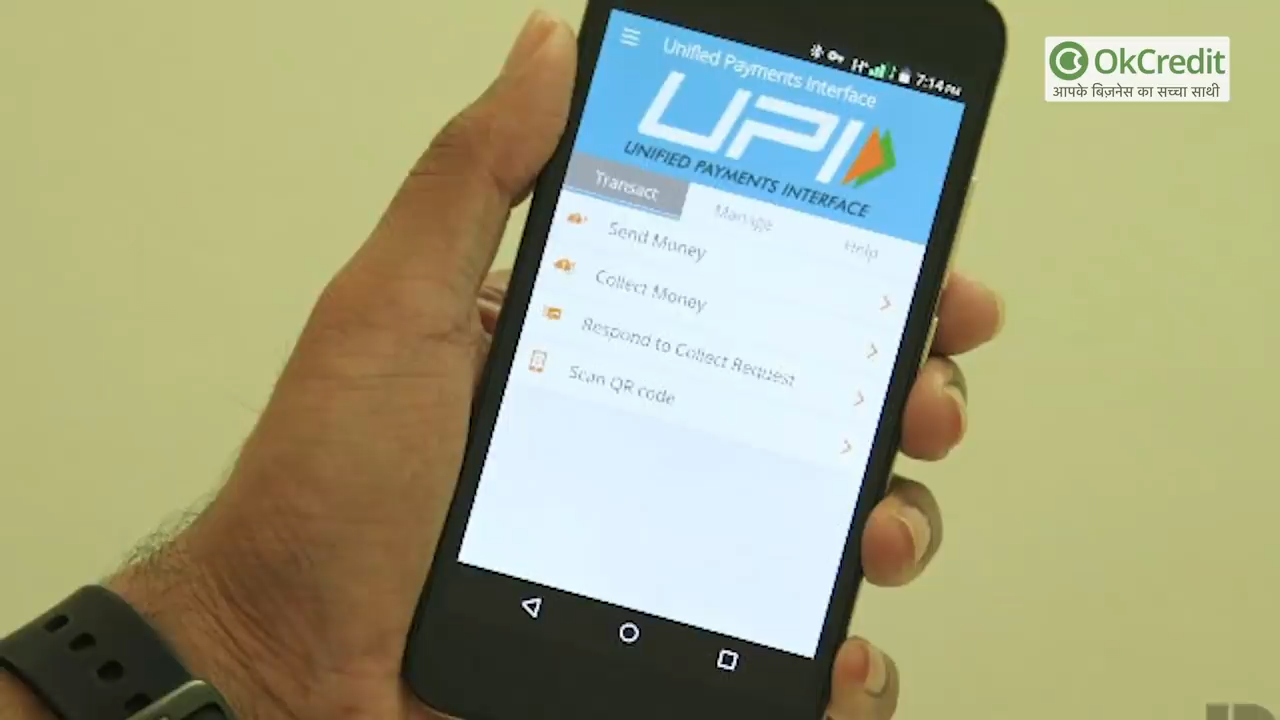 7:14 PM
Unified Payments Interface
UPI
UNIFIED PAYMENTS INTERFACE
Transact
Manage
Help
Send Money
Collect Money
Respond to Collect Request
Scan QR code
OkCredit
आपके बिज़नेस का सच्चा साथी